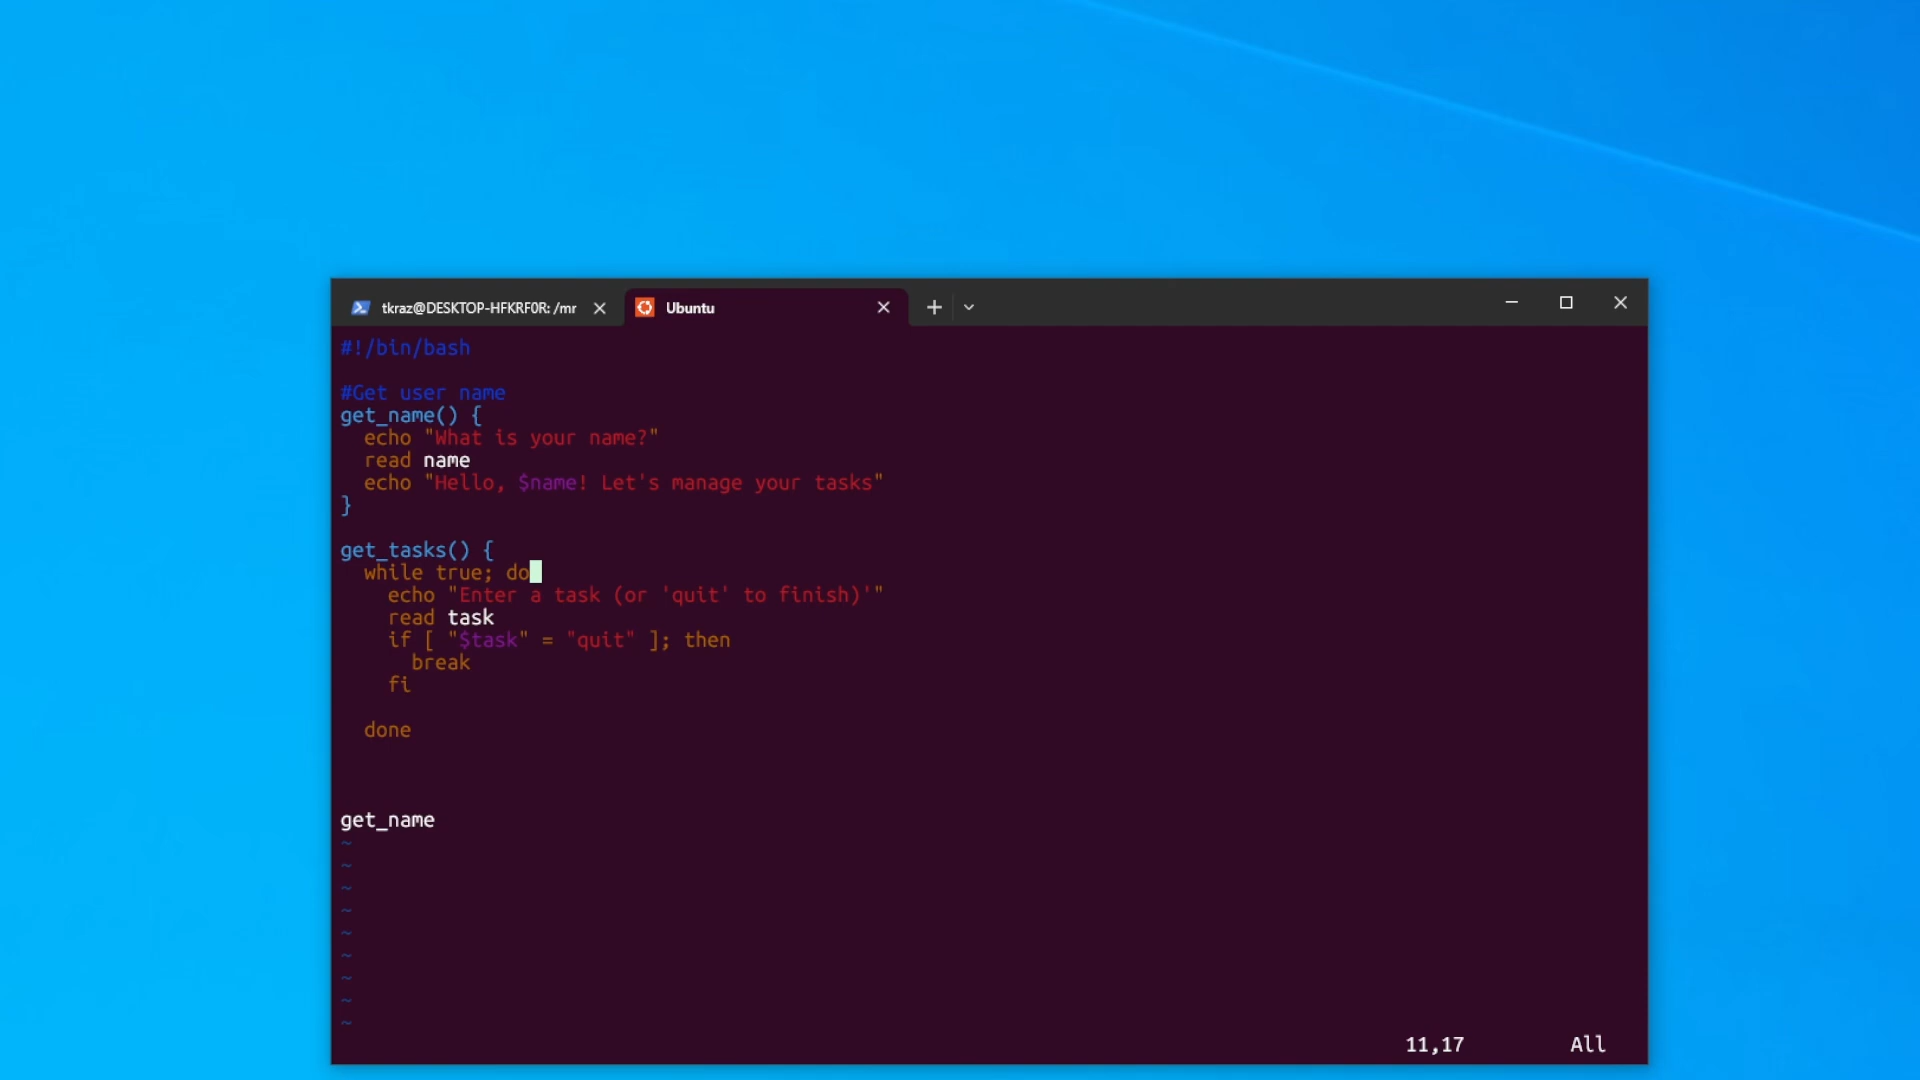 tkraz@DESKTOP-HFKRF0R: /mr
Ubuntu
#!/bin/bash
#Get user name
get_name() {
  echo "What is your name?"
  read name
  echo "Hello, $name! Let's manage your tasks"
}
get_tasks() {
  while true; do
    echo "Enter a task (or 'quit' to finish)'"
    read task
    if [ "$task" = "quit" ]; then
      break
    fi
  done
get_name
~
~
~
~
~
~
~
~
~
11,17 All